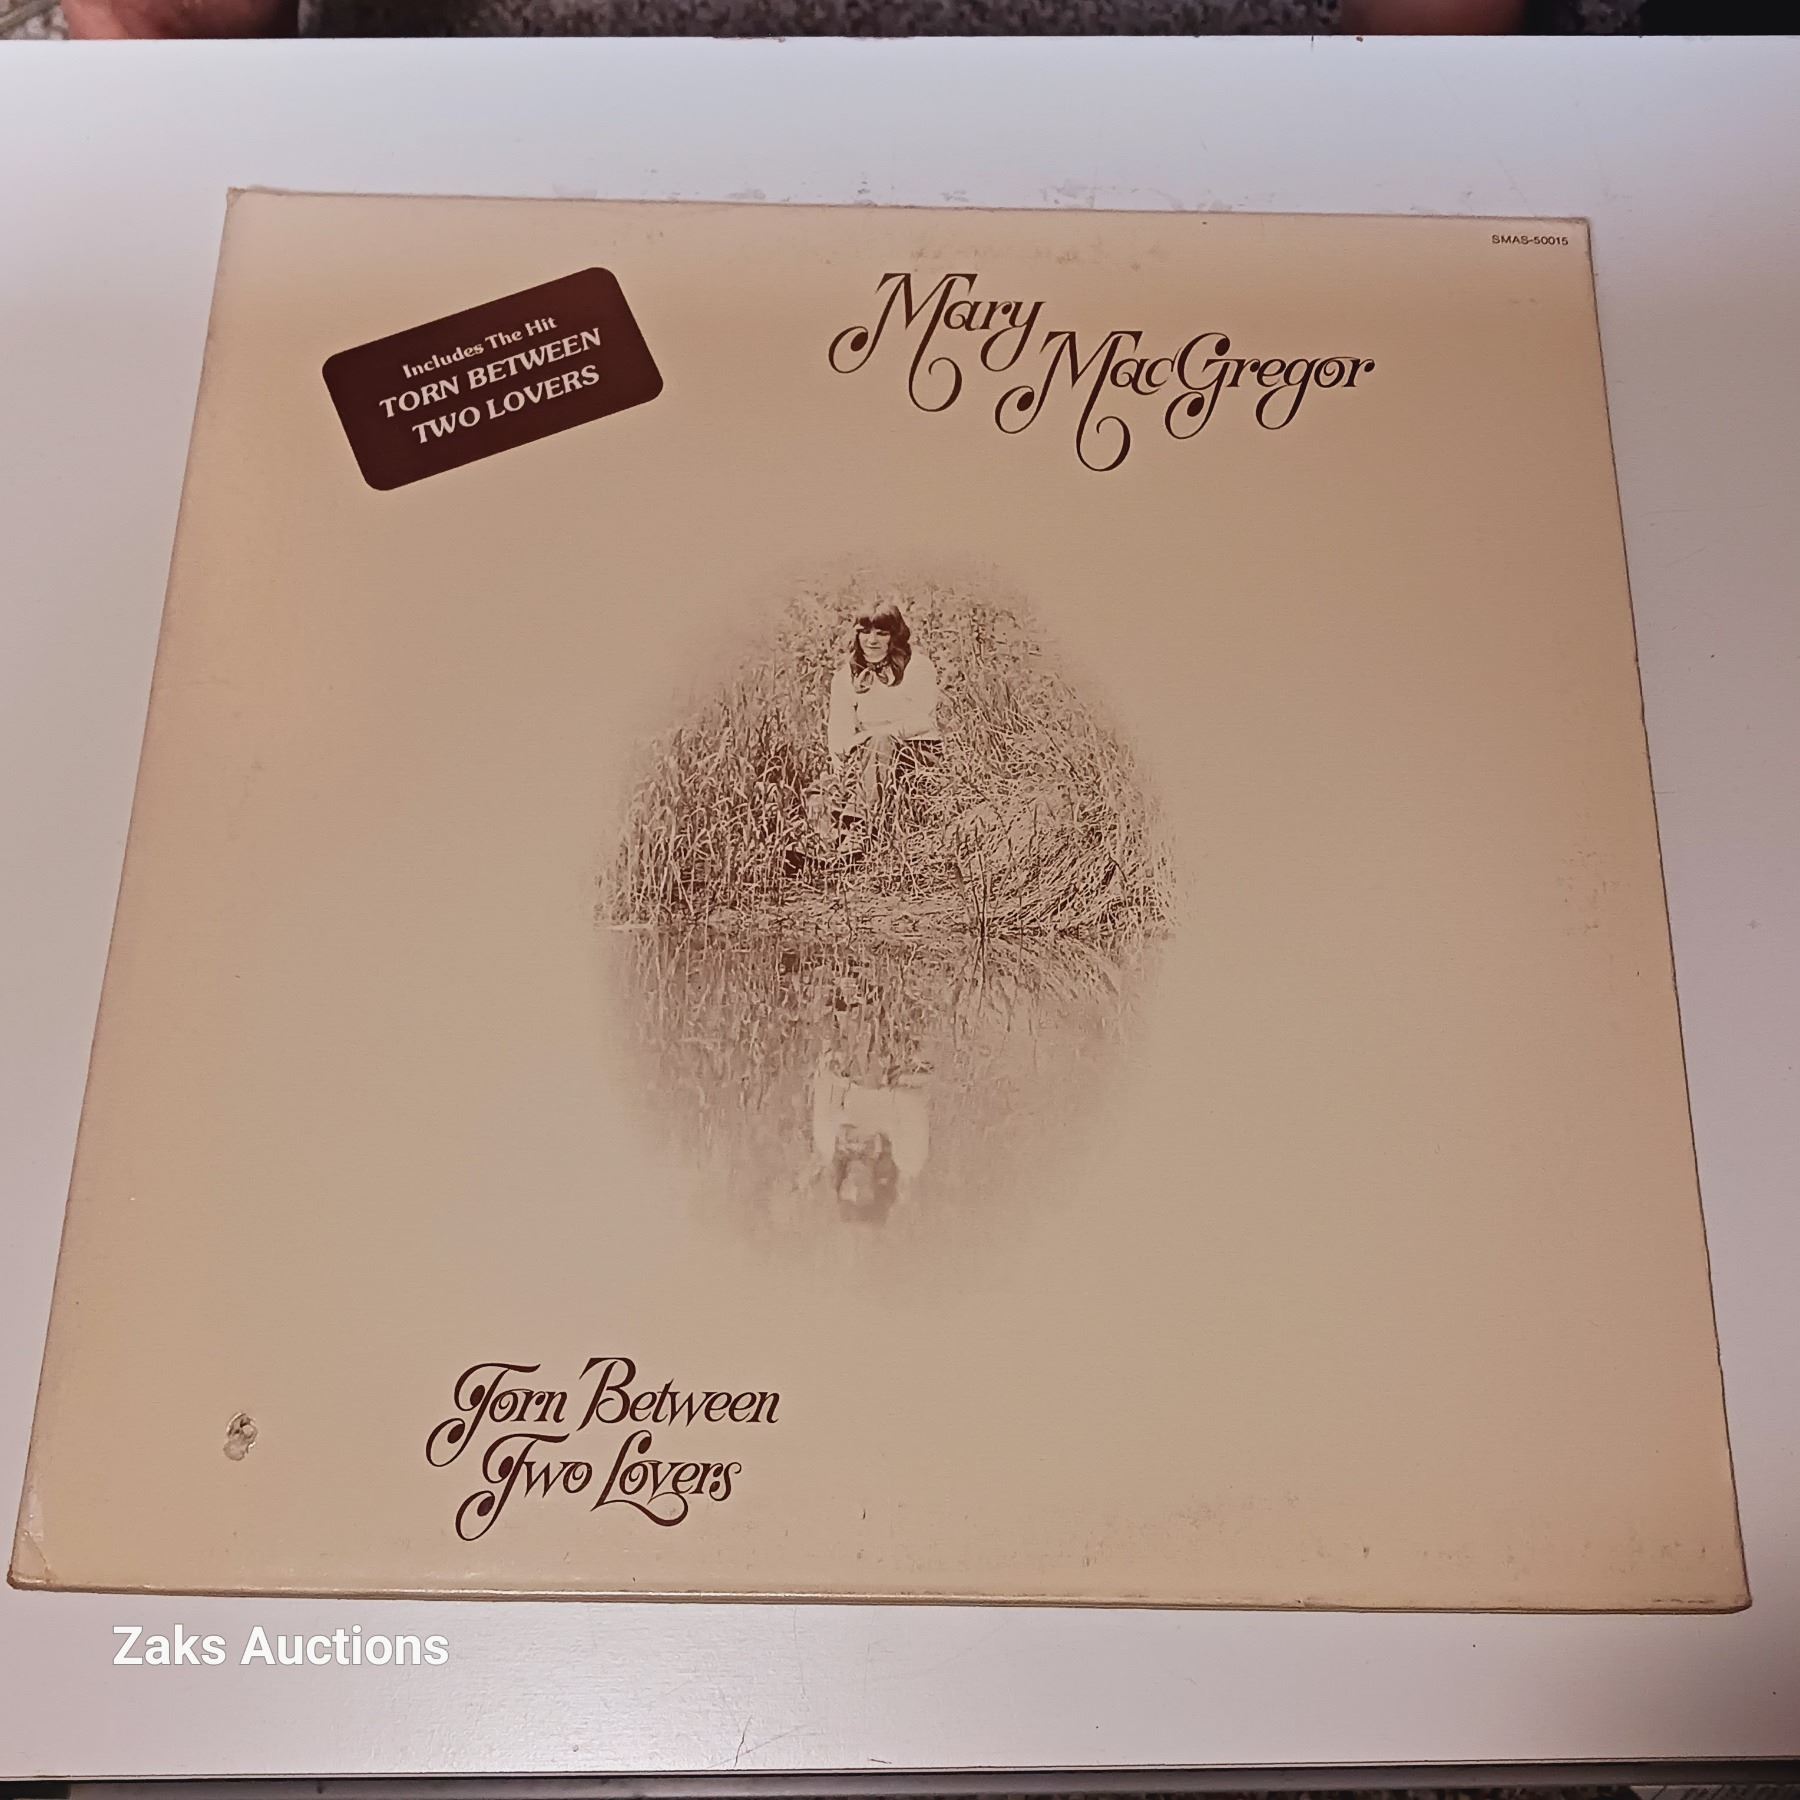 SMAS-50015
Includes The Hit
TORN BETWEEN
TWO LOVERS
Mary
MacGregor
Torn Between
Two Lovers
Zaks Auctions